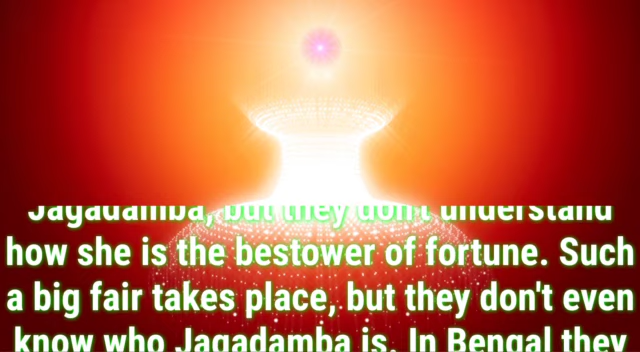 Jagadamba, but they don't understand
how she is the bestower of fortune. Such
a big fair takes place, but they don't even
know who Jagadamba is. In Bengal they